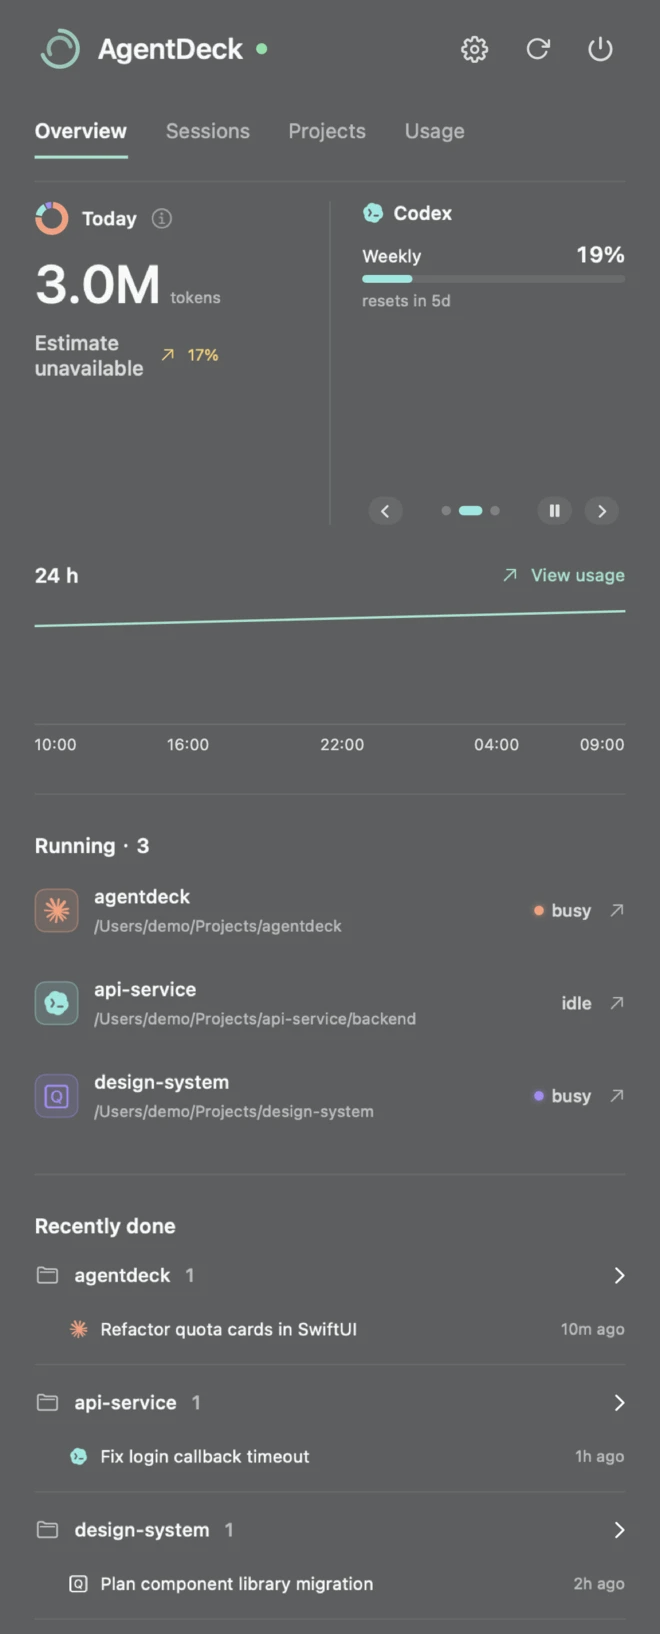 AgentDeck
Overview Sessions Projects Usage
Today
3.0M tokens
Estimate
unavailable
17%
Codex
Weekly 19%
resets in 5d
24 h
View usage
10:00 16:00 22:00 04:00 09:00
Running · 3
agentdeck
/Users/demo/Projects/agentdeck
busy
api-service
/Users/demo/Projects/api-service/backend
idle
design-system
/Users/demo/Projects/design-system
busy
Recently done
agentdeck 1
Refactor quota cards in SwiftUI 10m ago
api-service 1
Fix login callback timeout 1h ago
design-system 1
Plan component library migration 2h ago